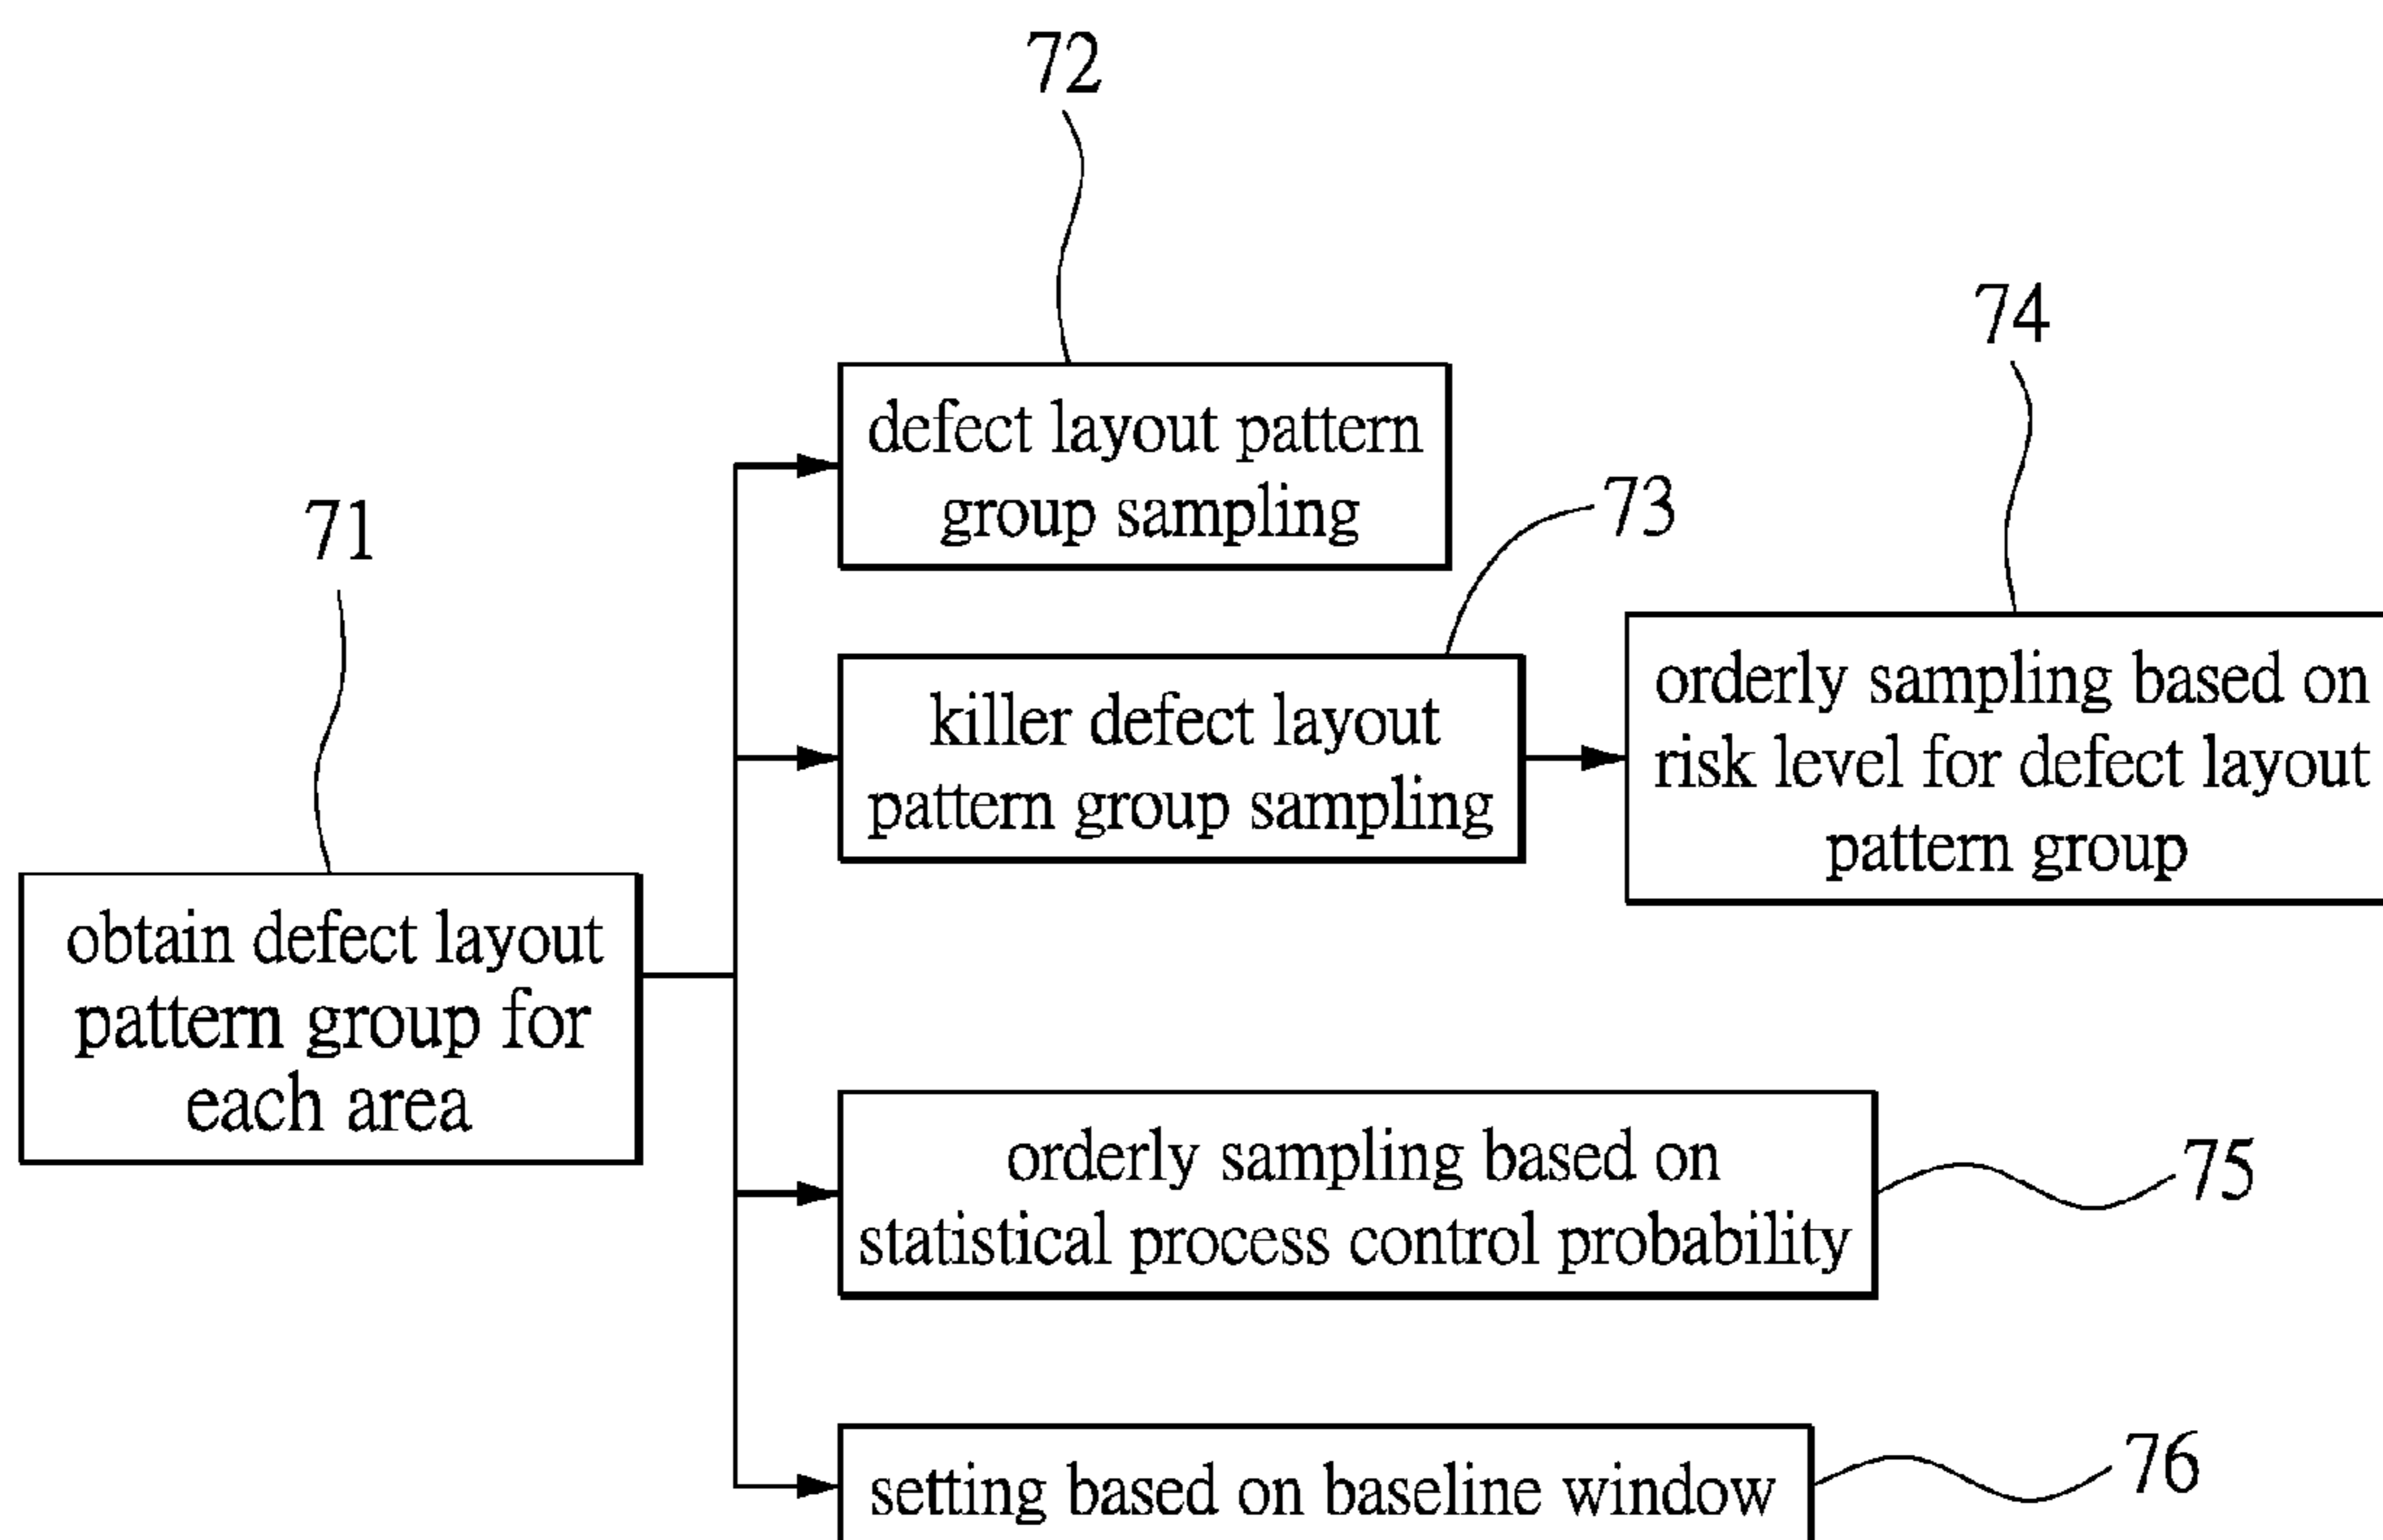 72
74
defect layout pattern
group sampling
73
71
killer defect layout
pattern group sampling
orderly sampling based on
risk level for defect layout
pattern group
obtain defect layout
pattern group for
each area
orderly sampling based on
statistical process control probability
75
setting based on baseline window
76